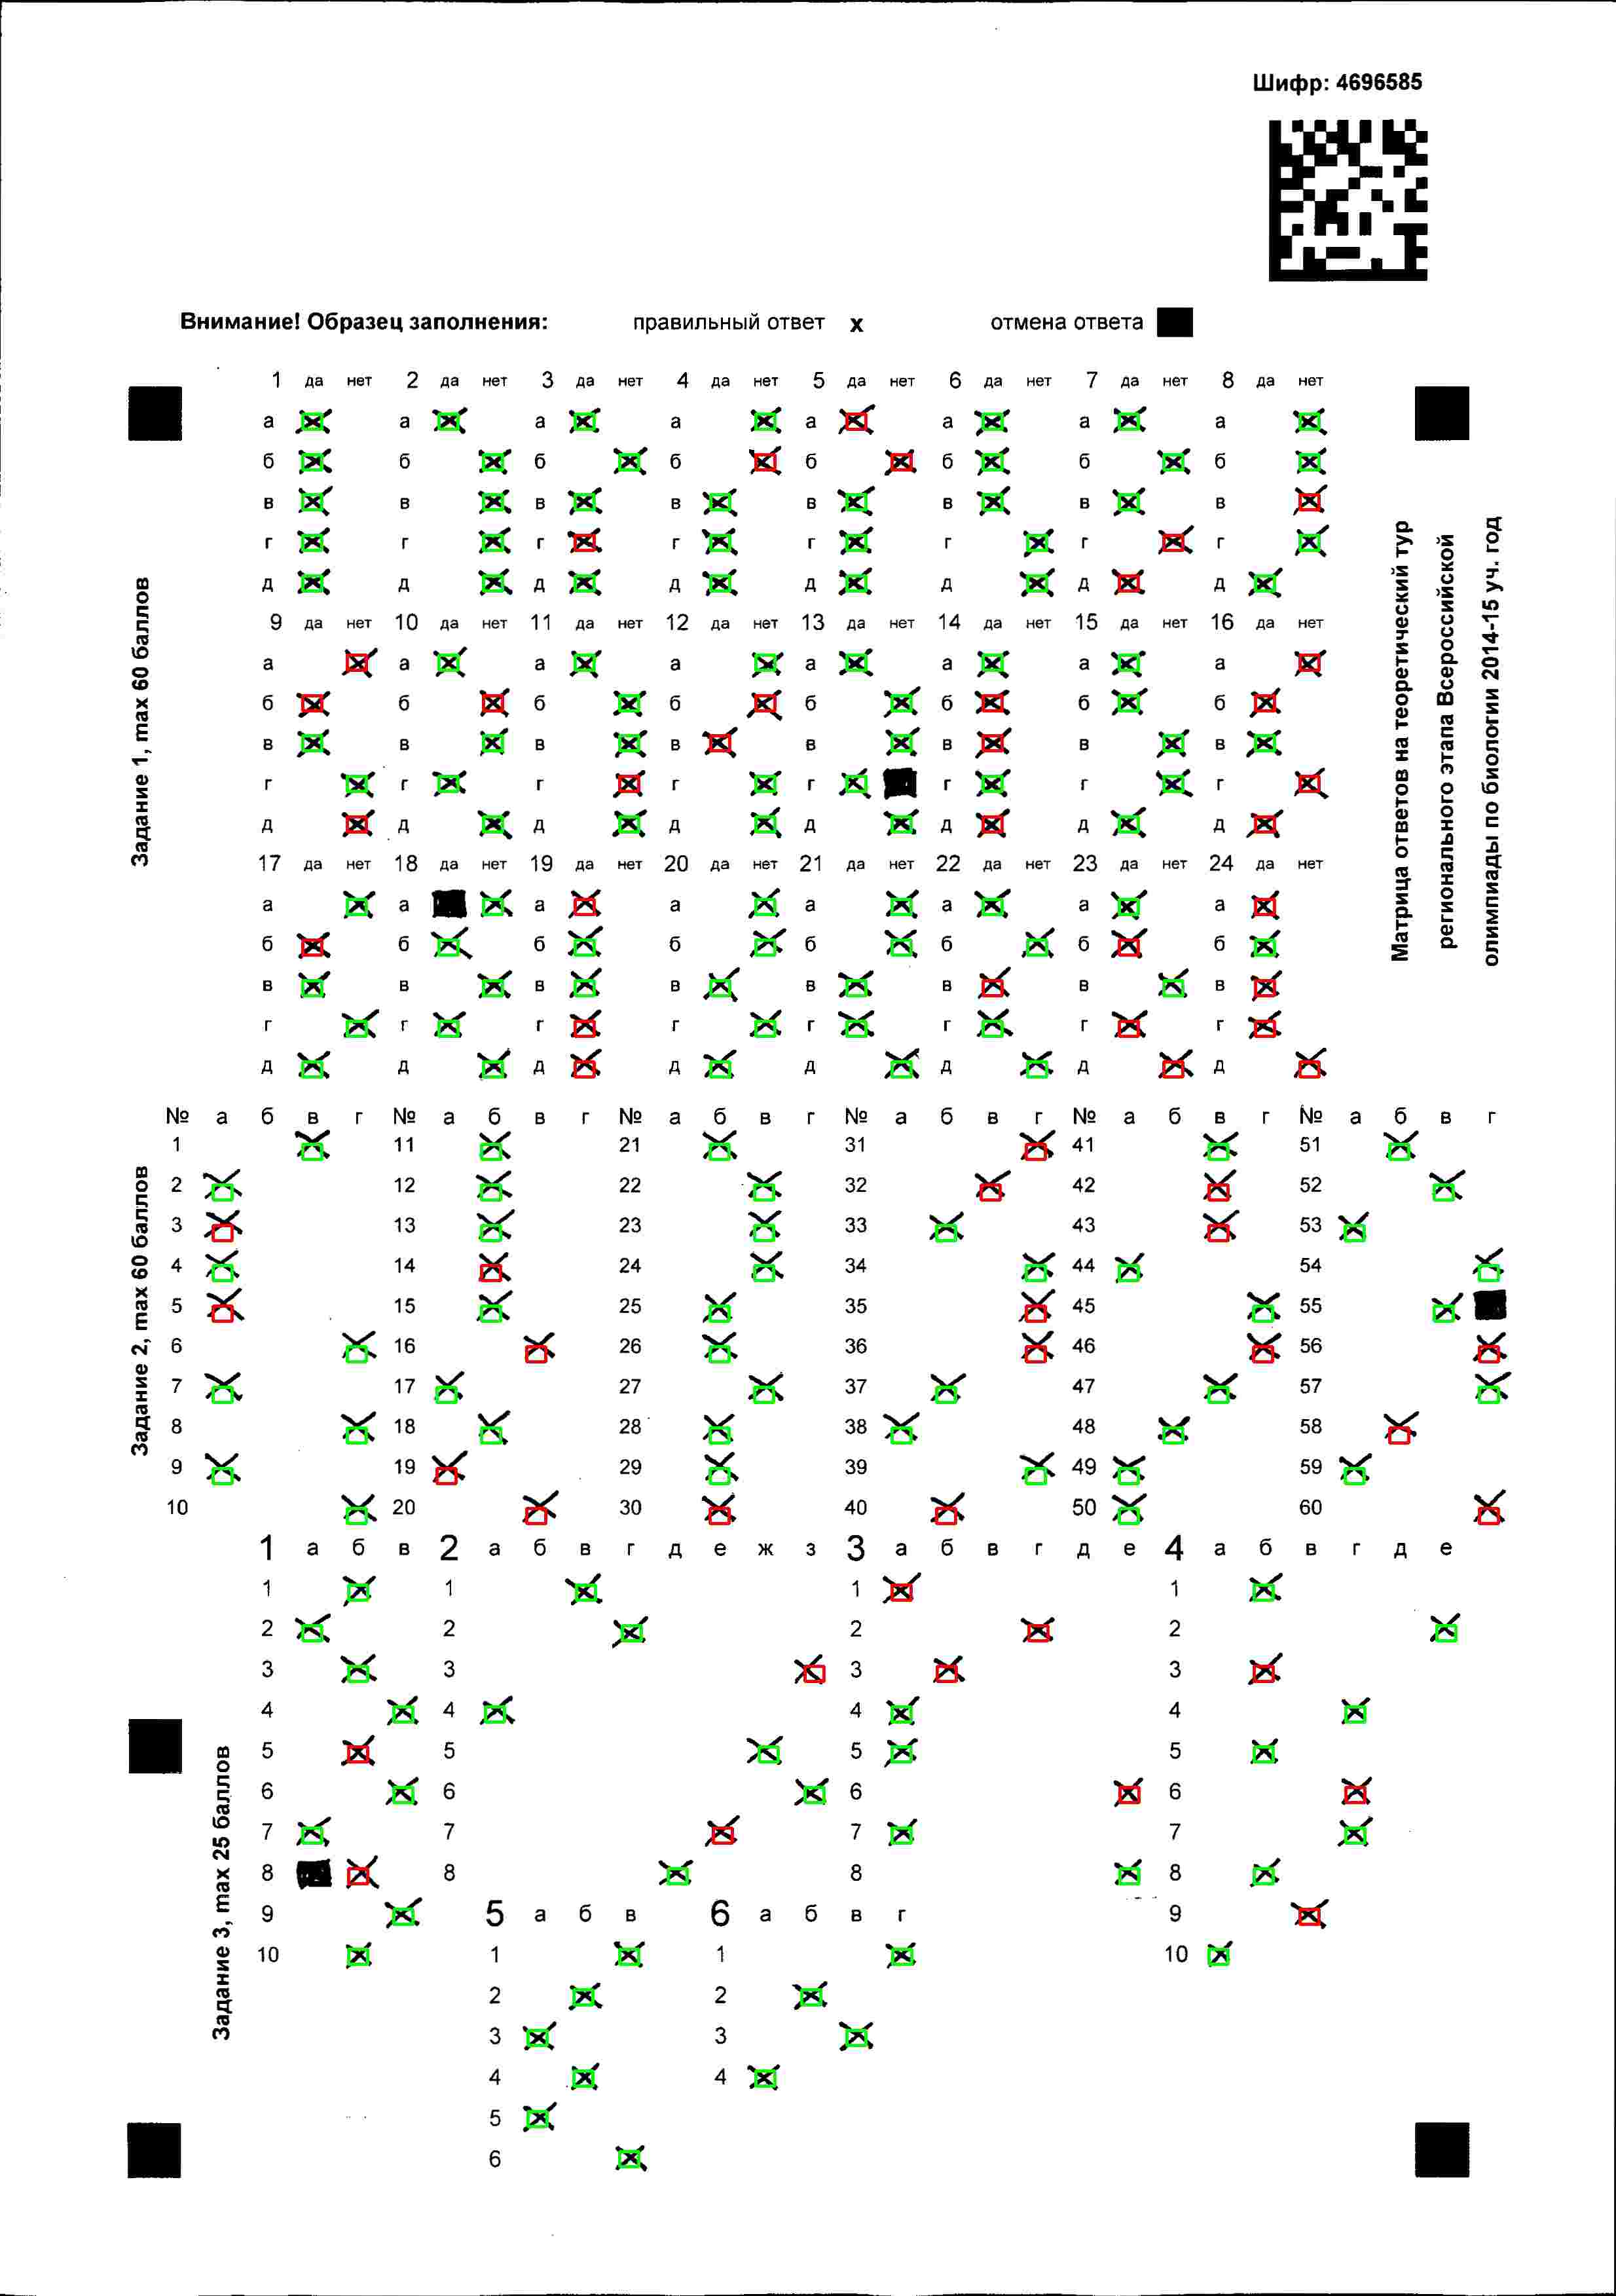 Шифр: 4696585
Внимание! Образец заполнения: правильный ответ х отмена ответа
Матрица ответов на теоретический тур
регионального этапа Всероссийской
олимпиады по биологии 2014-15 уч. год
Задание 1, max 60 баллов
1 да нет 2 да нет 3 да нет 4 да нет 5 да нет 6 да нет 7 да нет 8 да нет
а а а а а а а а
б б б б б б б б
в в в в в в в в
г г г г г г г г
д д д д д д д д
9 да нет 10 да нет 11 да нет 12 да нет 13 да нет 14 да нет 15 да нет 16 да нет
а а а а а а а а
б б б б б б б б
в в в в в в в в
г г г г г г г г
д д д д д д д д
17 да нет 18 да нет 19 да нет 20 да нет 21 да нет 22 да нет 23 да нет 24 да нет
а а а а а а а а
б б б б б б б б
в в в в в в в в
г г г г г г г г
д д д д д д д д
Задание 2, max 60 баллов
№ а б в г № а б в г № а б в г № а б в г № а б в г № а б в г
1 11 21 31 41 51
2 12 22 32 42 52
3 13 23 33 43 53
4 14 24 34 44 54
5 15 25 35 45 55
6 16 26 36 46 56
7 17 27 37 47 57
8 18 28 38 48 58
9 19 29 39 49 59
10 20 30 40 50 60
Задание 3, max 25 баллов
1 а б в 2 а б в г д е ж з 3 а б в г д е 4 а б в г д е
1 1 1 1
2 2 2 2
3 3 3 3
4 4 4 4
5 5 5 5
6 6 6 6
7 7 7 7
8 8 8 8
9 5 а б в 6 а б в г 9
10 1 1 10
2 2
3 3
4 4
5
6